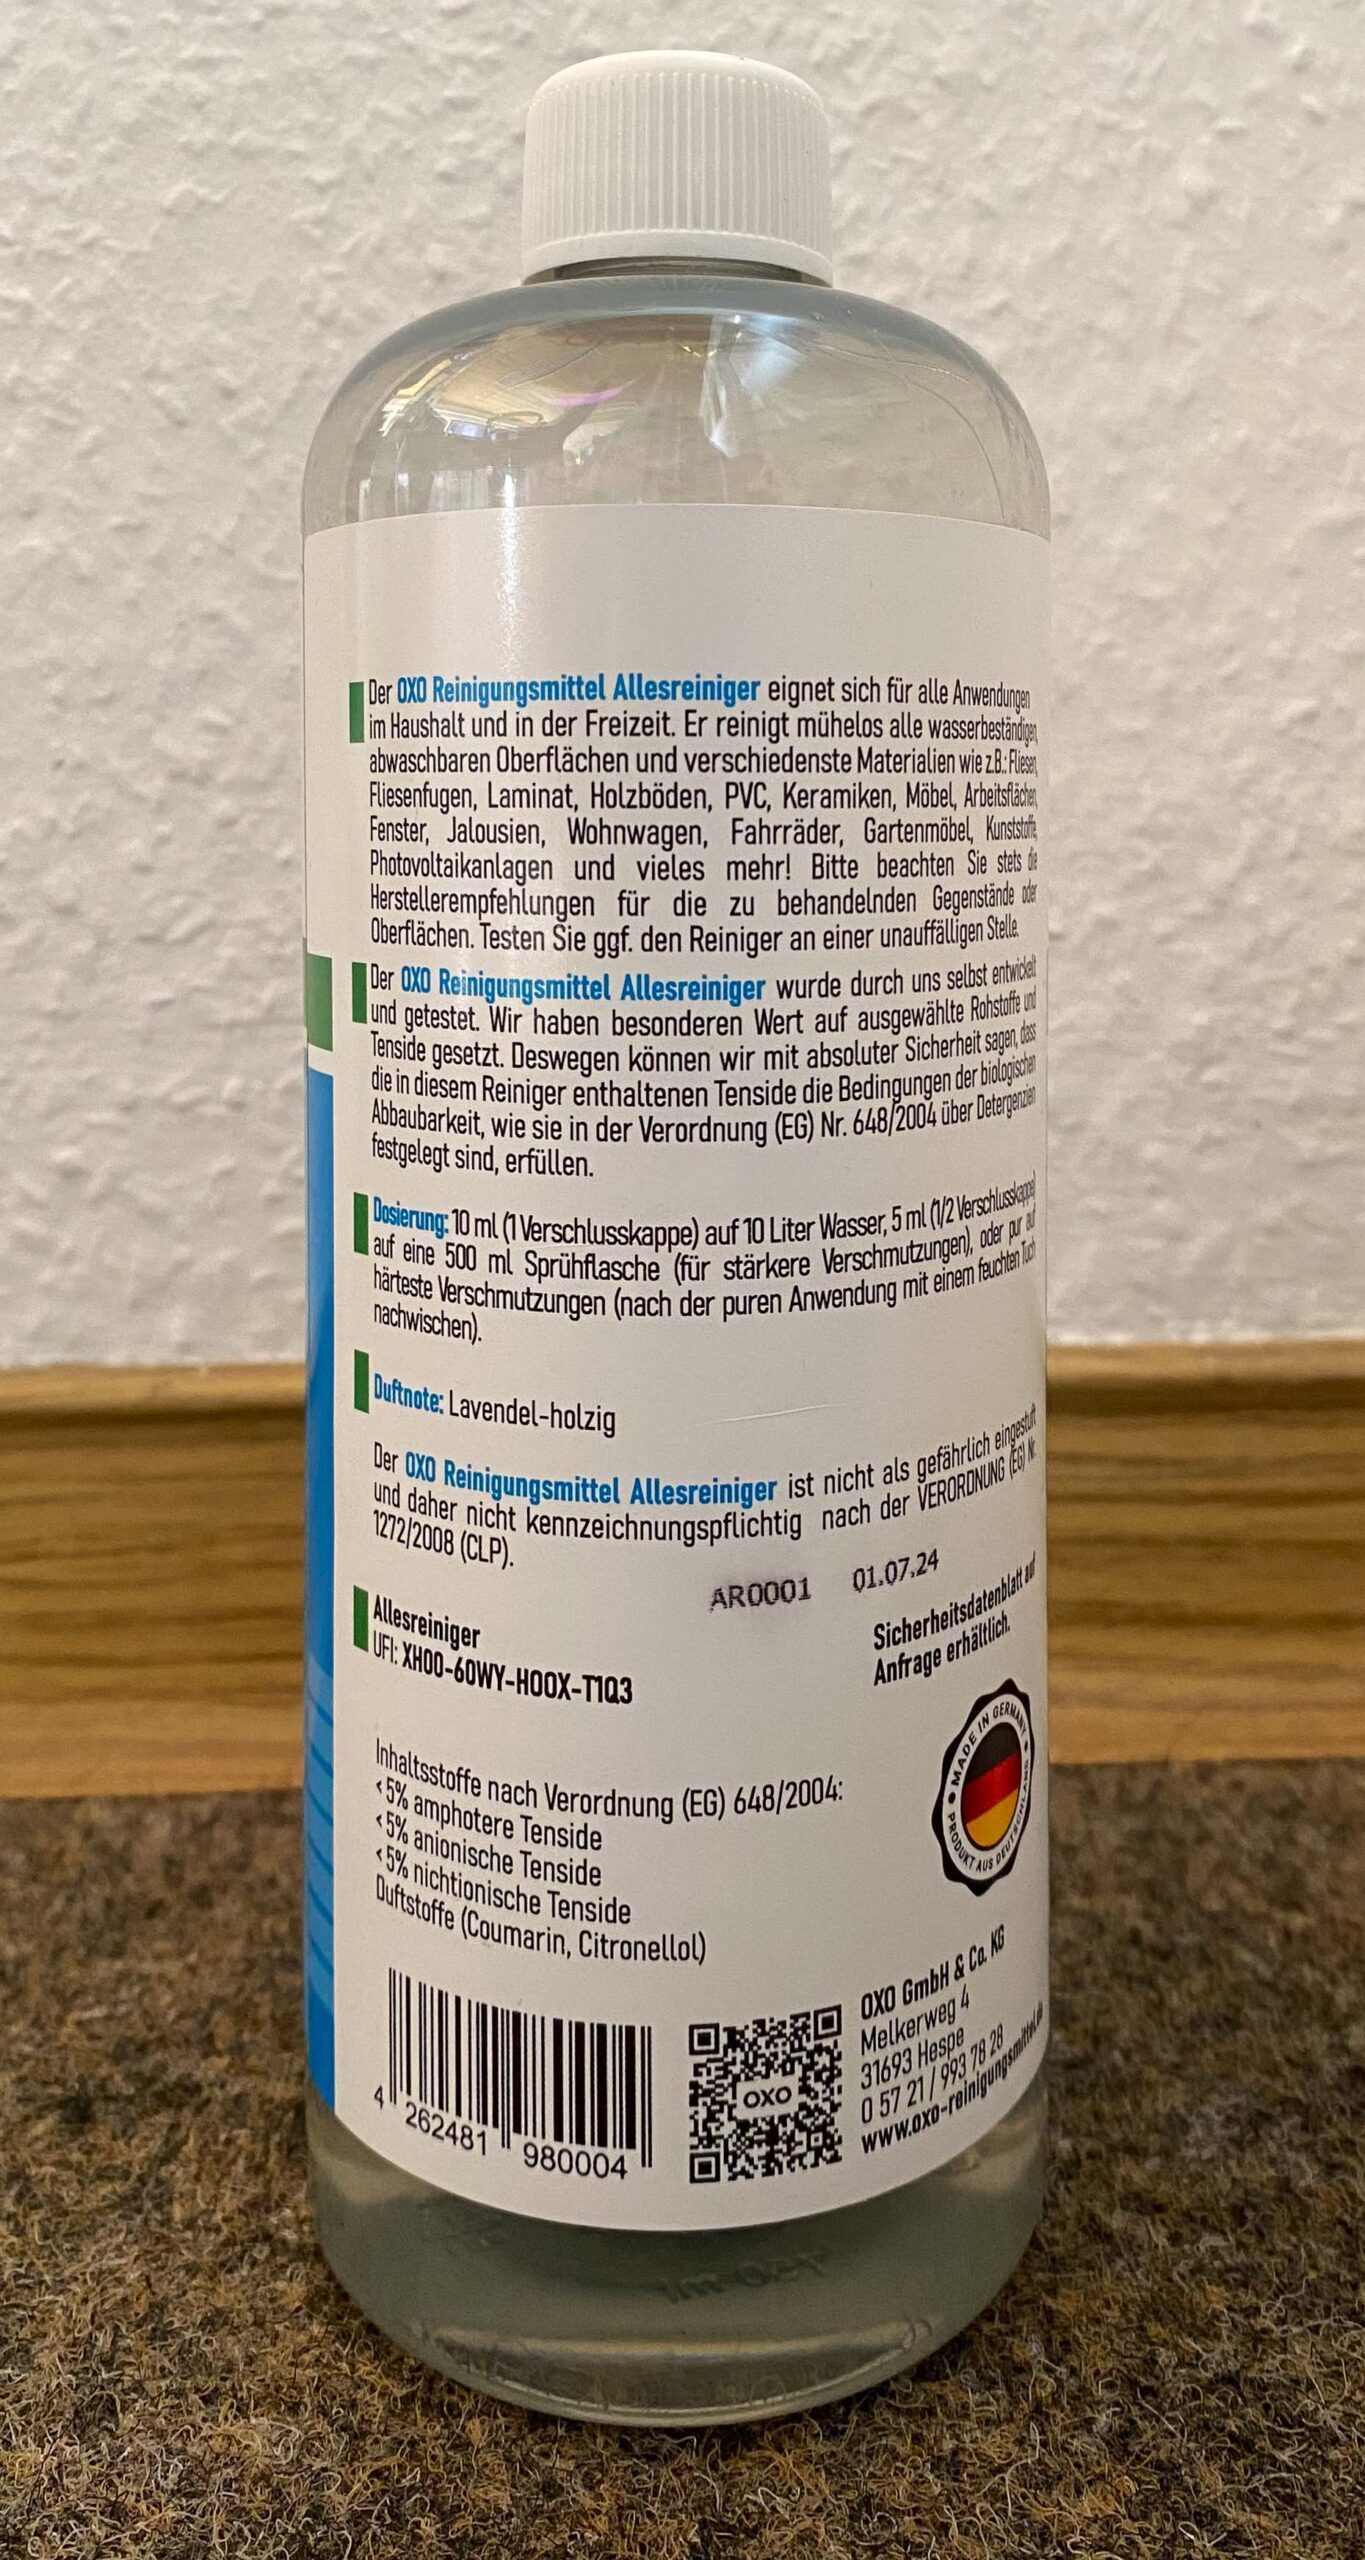 Der OXO Reinigungsmittel Allesreiniger eignet sich für alle Anwendungen
im Haushalt und in der Freizeit. Er reinigt mühelos alle wasserbeständigen,
abwaschbaren Oberflächen und verschiedenste Materialien wie z.B.: Fliesen,
Fliesenfugen, Laminat, Holzböden, PVC, Keramiken, Möbel, Arbeitsflächen,
Fenster, Jalousien, Wohnwagen, Fahrräder, Gartenmöbel, Kunststoffe,
Photovoltaikanlagen und vieles mehr! Bitte beachten Sie stets die
Herstellerempfehlungen für die zu behandelnden Gegenstände oder
Oberflächen. Testen Sie ggf. den Reiniger an einer unauffälligen Stelle.
Der OXO Reinigungsmittel Allesreiniger wurde durch uns selbst entwickelt
und getestet. Wir haben besonderen Wert auf ausgewählte Rohstoffe und
Tenside gesetzt. Deswegen können wir mit absoluter Sicherheit sagen, dass
die in diesem Reiniger enthaltenen Tenside die Bedingungen der biologischen
Abbaubarkeit, wie sie in der Verordnung (EG) Nr. 648/2004 über Detergenzien
festgelegt sind, erfüllen.
Dosierung: 10 ml (1 Verschlusskappe) auf 10 Liter Wasser, 5 ml (1/2 Verschlusskappe)
auf eine 500 ml Sprühflasche (für stärkere Verschmutzungen), oder pur auf
härteste Verschmutzungen (nach der puren Anwendung mit einem feuchten Tuch
nachwischen).
Duftnote: Lavendel-holzig
Der OXO Reinigungsmittel Allesreiniger ist nicht als gefährlich eingestuft
und daher nicht kennzeichnungspflichtig nach der VERORDNUNG (EG) Nr.
1272/2008 (CLP).
AR0001 01.07.24
Sicherheitsdatenblatt auf
Anfrage erhältlich.
Allesreiniger
UFI: XH00-60WY-H00X-T1Q3
MADE IN GERMANY
PRODUKT AUS DEUTSCHLAND
Inhaltsstoffe nach Verordnung (EG) 648/2004:
<5% amphotere Tenside
<5% anionische Tenside
<5% nichtionische Tenside
Duftstoffe (Coumarin, Citronellol)
4 262481 980004
OXO
OXO GmbH & Co. KG
Melkerweg 4
31693 Hespe
0 57 21 / 993 78 28
www.oxo-reinigungsmittel.de
750 ml